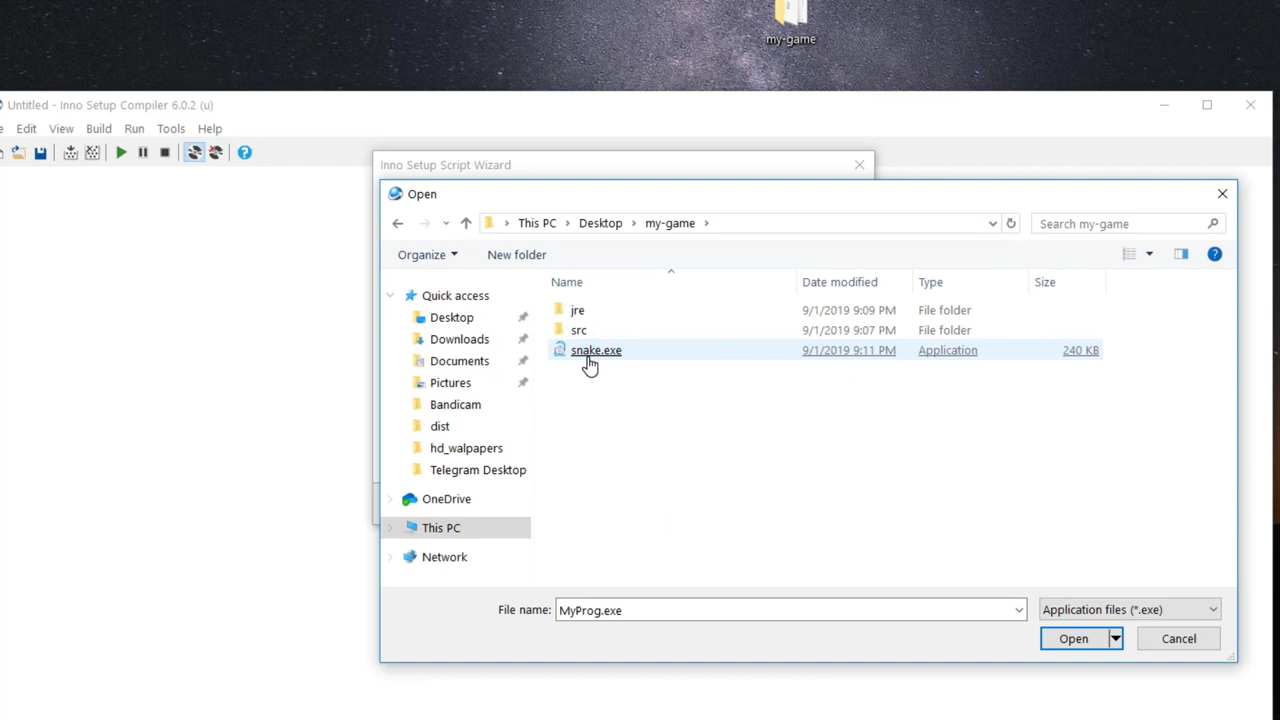 my-game
Untitled - Inno Setup Compiler 6.0.2 (u)
Edit View Build Run Tools Help
Inno Setup Script Wizard
Open
This PC Desktop my-game Search my-game
Organize New folder
Name Date modified Type Size
Quick access
Desktop
Downloads
Documents
Pictures
Bandicam
dist
hd_walpapers
Telegram Desktop
OneDrive
This PC
Network
jre 9/1/2019 9:09 PM File folder
src 9/1/2019 9:07 PM File folder
snake.exe 9/1/2019 9:11 PM Application 240 KB
File name: MyProg.exe Application files (*.exe)
Open Cancel